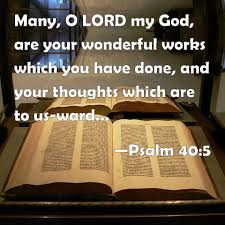 Many, O LORD my God,
are your wonderful works
which you have done, and
your thoughts which are
to us-ward...
—Psalm 40:5